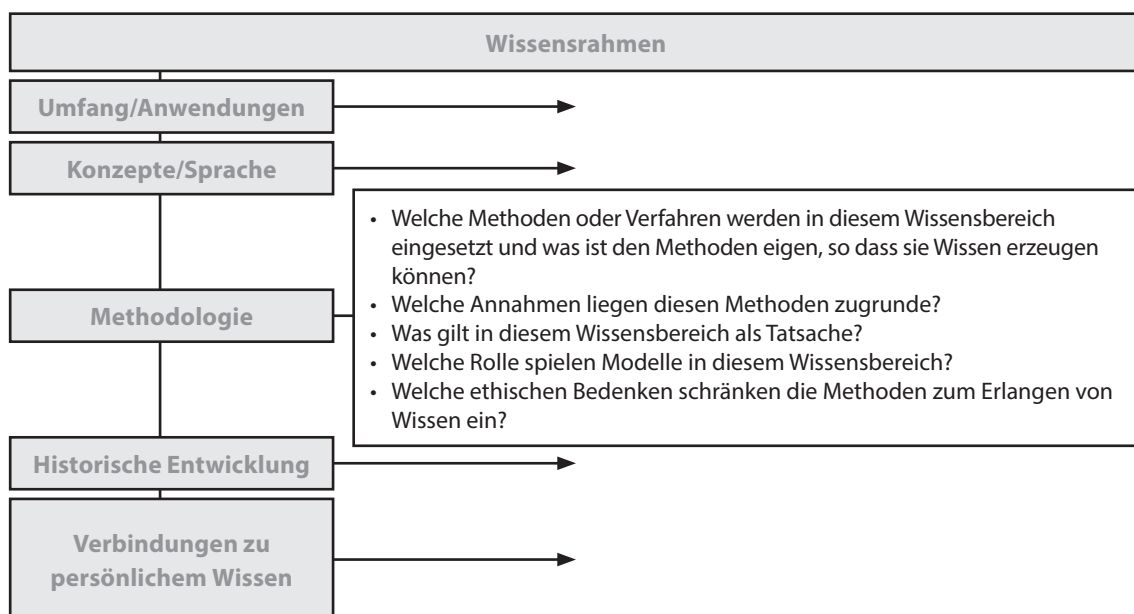 Wissensrahmen
Umfang/Anwendungen
Konzepte/Sprache
Methodologie
• Welche Methoden oder Verfahren werden in diesem Wissensbereich
eingesetzt und was ist den Methoden eigen, so dass sie Wissen erzeugen
können?
• Welche Annahmen liegen diesen Methoden zugrunde?
• Was gilt in diesem Wissensbereich als Tatsache?
• Welche Rolle spielen Modelle in diesem Wissensbereich?
• Welche ethischen Bedenken schränken die Methoden zum Erlangen von
Wissen ein?
Historische Entwicklung
Verbindungen zu
persönlichem Wissen